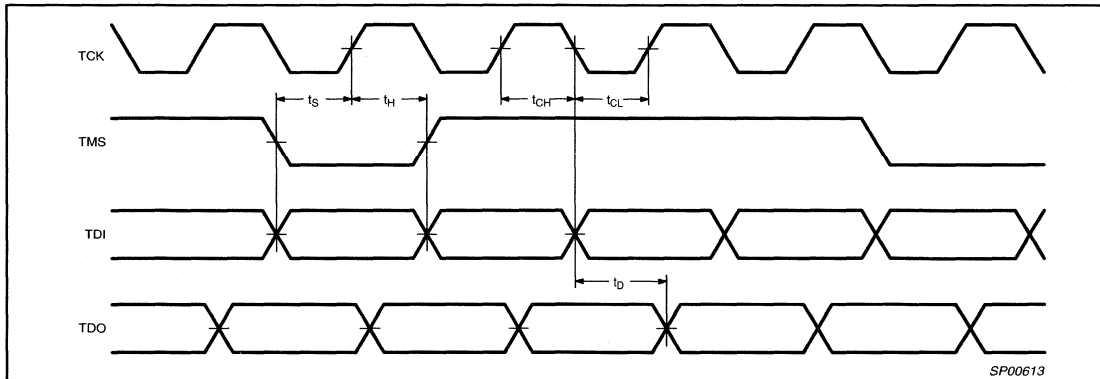 TCK
tS
tH
tCH
tCL
TMS
TDI
tD
TDO
SP00613